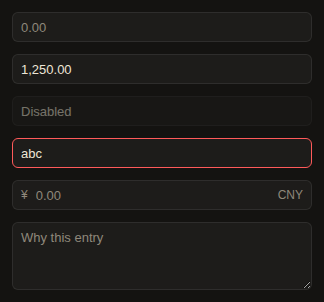 0.00
1,250.00
Disabled
abc
¥ 0.00 CNY
Why this entry